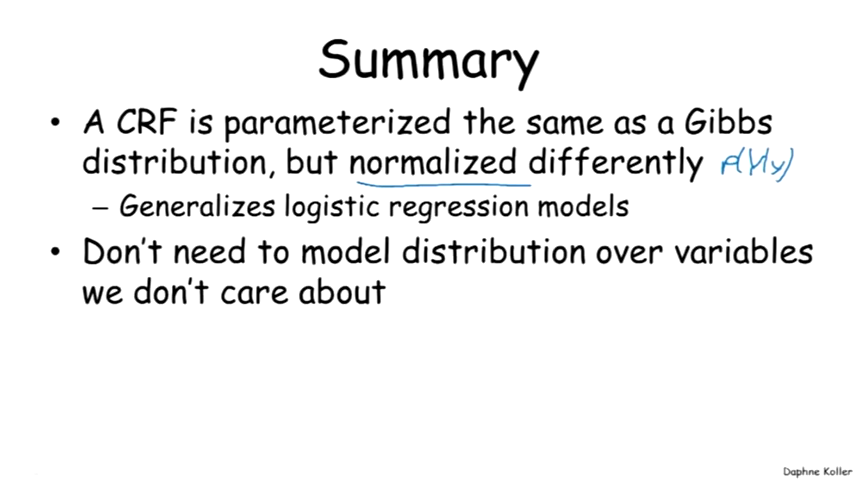 Summary
• A CRF is parameterized the same as a Gibbs
distribution, but normalized differently
– Generalizes logistic regression models
• Don't need to model distribution over variables
we don't care about
Daphne Koller